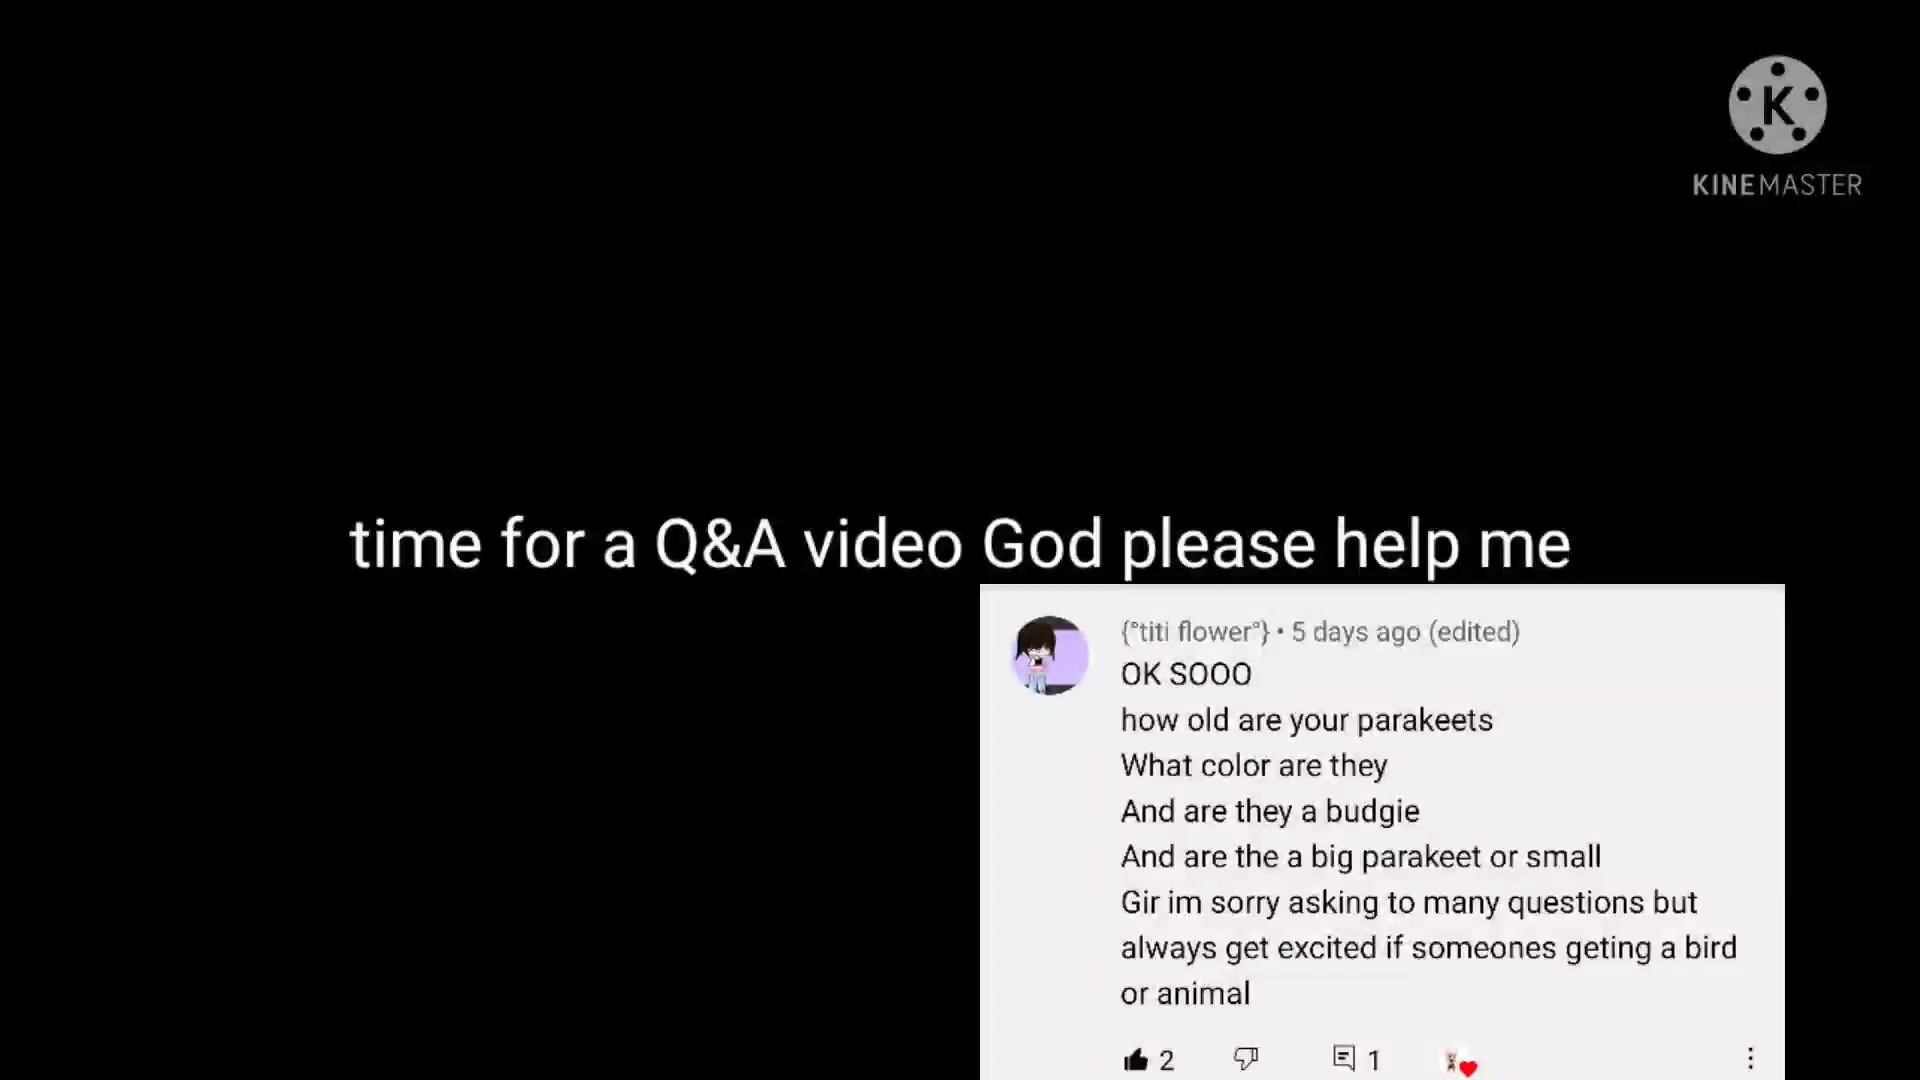 K
KINEMASTER
time for a Q&A video God please help me
{°titi flower°} • 5 days ago (edited)
OK SOOO
how old are your parakeets
What color are they
And are they a budgie
And are the a big parakeet or small
Gir im sorry asking to many questions but
always get excited if someones geting a bird
or animal
2 1